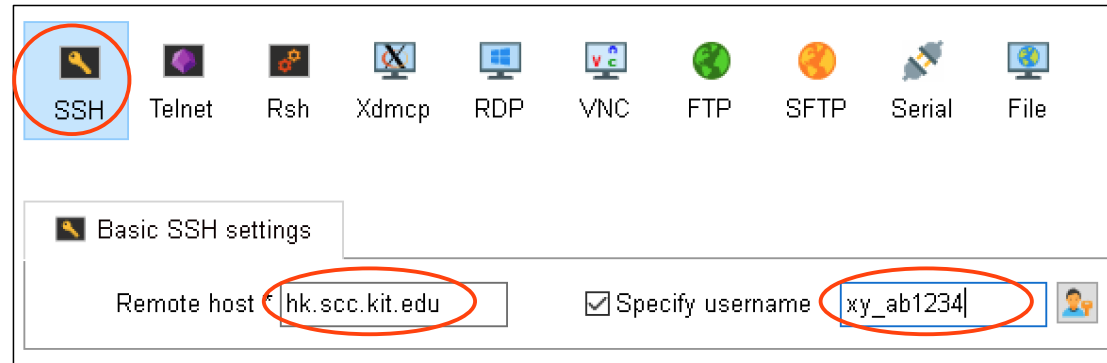 SSH Telnet Rsh Xdmcp RDP VNC FTP SFTP Serial File
Basic SSH settings
Remote host * hk.scc.kit.edu Specify username xy_ab1234